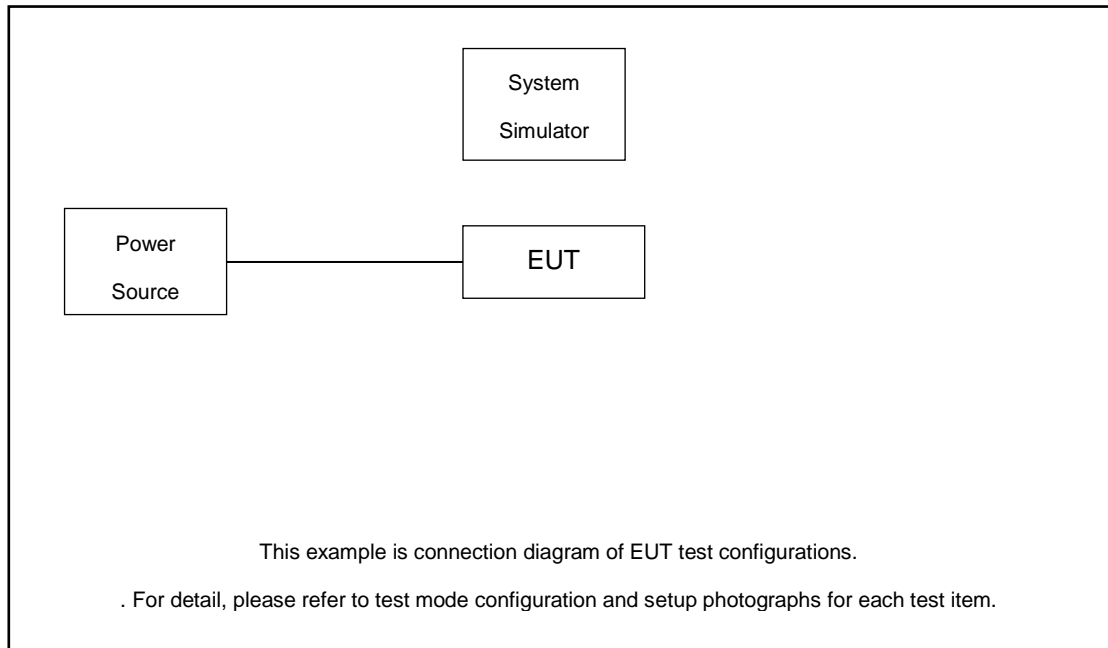 System
Simulator
Power
Source
EUT
This example is connection diagram of EUT test configurations.
. For detail, please refer to test mode configuration and setup photographs for each test item.